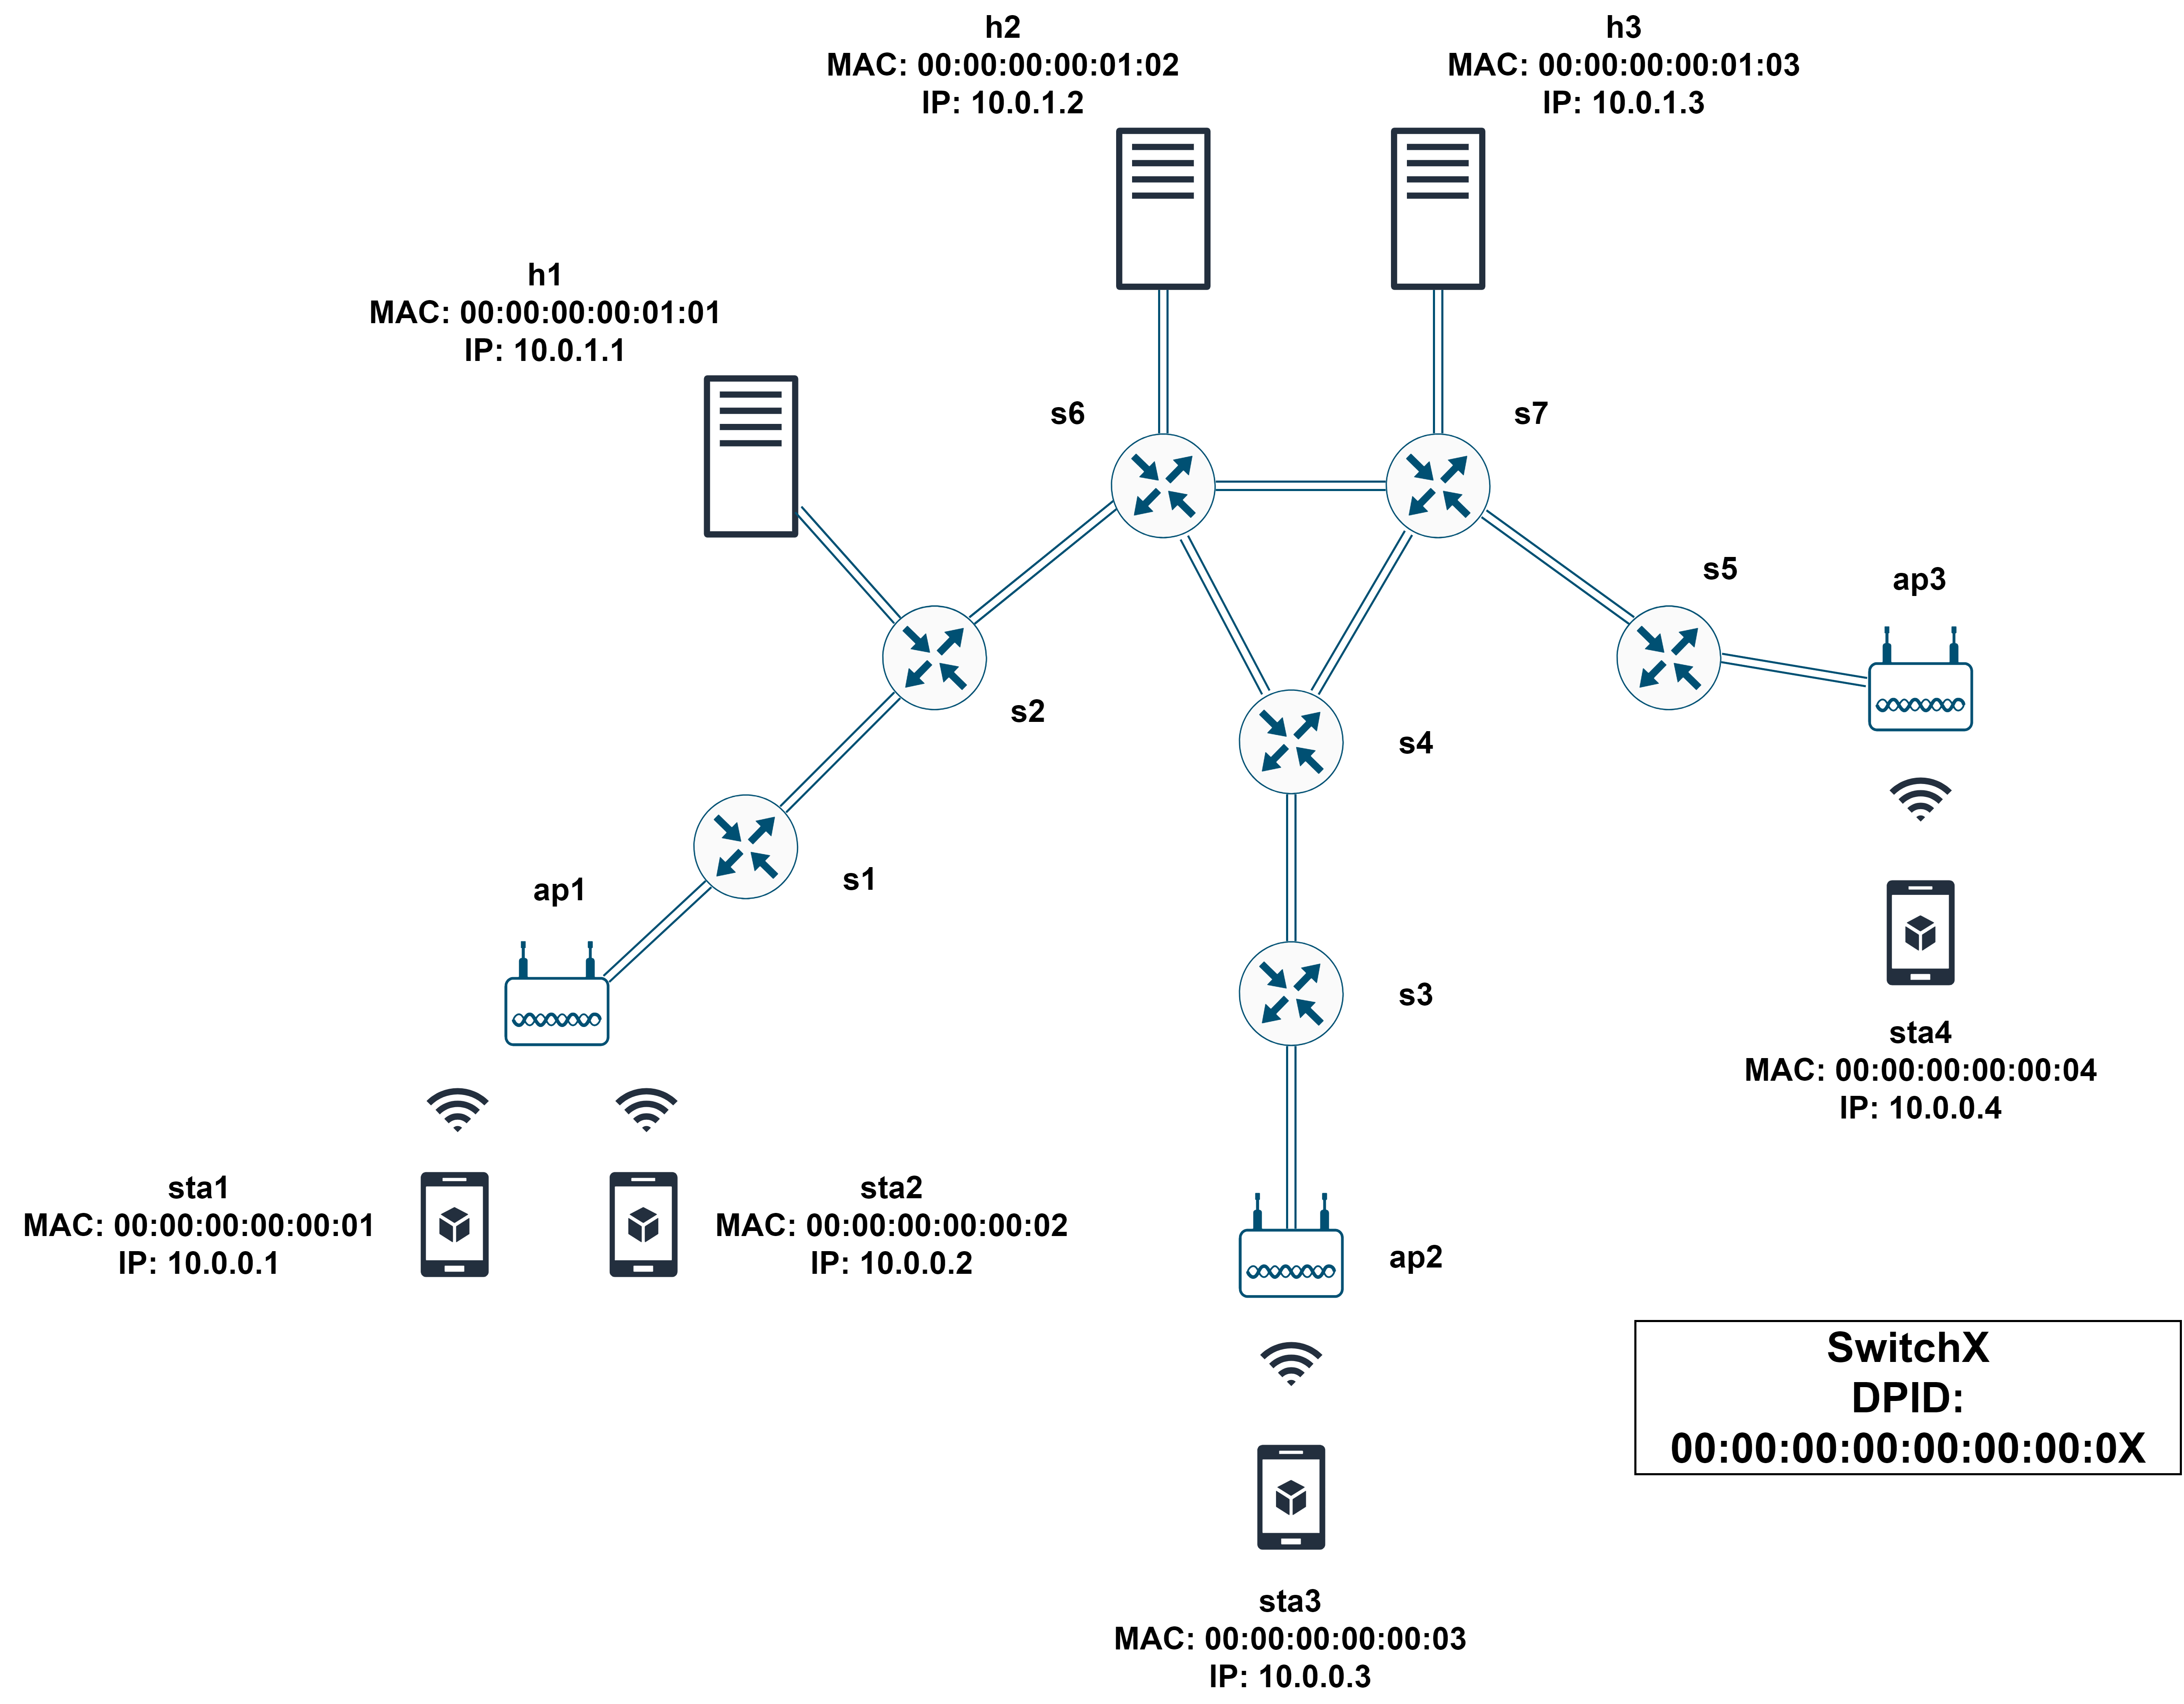 h2
MAC: 00:00:00:00:01:02
IP: 10.0.1.2
h3
MAC: 00:00:00:00:01:03
IP: 10.0.1.3
h1
MAC: 00:00:00:00:01:01
IP: 10.0.1.1
s6
s7
s5
ap3
s2
s4
s1
ap1
s3
sta4
MAC: 00:00:00:00:00:04
IP: 10.0.0.4
sta1
MAC: 00:00:00:00:00:01
IP: 10.0.0.1
sta2
MAC: 00:00:00:00:00:02
IP: 10.0.0.2
ap2
SwitchX
DPID:
00:00:00:00:00:00:00:0X
sta3
MAC: 00:00:00:00:00:03
IP: 10.0.0.3